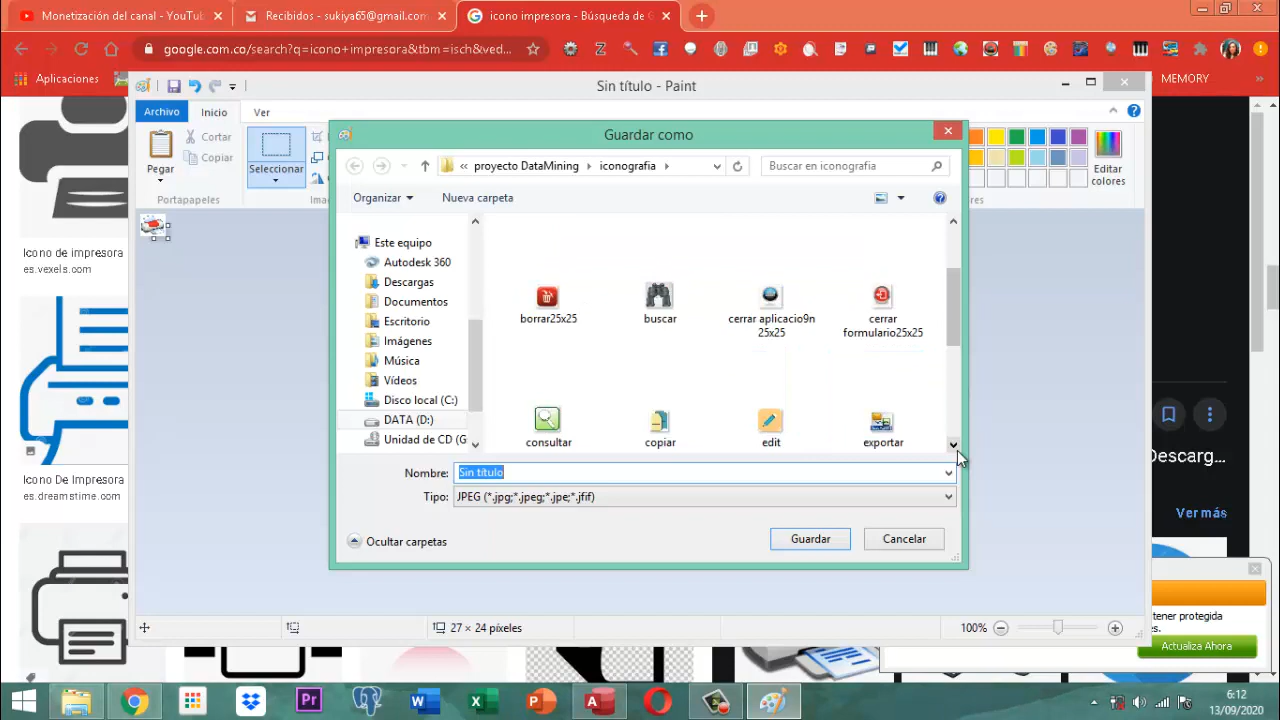 Monetización del canal - YouTu
Recibidos - sukiya65@gmail.com
icono impresora - Búsqueda de G
google.com.co/search?q=icono+impresora&tbm=isch&ved...
Aplicaciones
MEMORY
Sin título - Paint
Archivo
Inicio
Ver
Cortar
Copiar
Pegar
Portapapeles
Seleccionar
Editar
colores
Guardar como
« proyecto DataMining
iconografia
Buscar en iconografia
Organizar
Nueva carpeta
Este equipo
Autodesk 360
Descargas
Documentos
Escritorio
Imágenes
Música
Vídeos
Disco local (C:)
DATA (D:)
Unidad de CD (G
borrar25x25
buscar
cerrar aplicacio9n
25x25
cerrar
formulario25x25
consultar
copiar
edit
exportar
Nombre:
Sin título
Tipo:
JPEG (*.jpg;*.jpeg;*.jpe;*.jfif)
Ocultar carpetas
Guardar
Cancelar
Icono de impresora
es.vexels.com
Icono De Impresora
es.dreamstime.com
Descarg...
Ver más
tener protegida
es.
Actualiza Ahora
27 × 24 píxeles
100%
6:12
13/09/2020